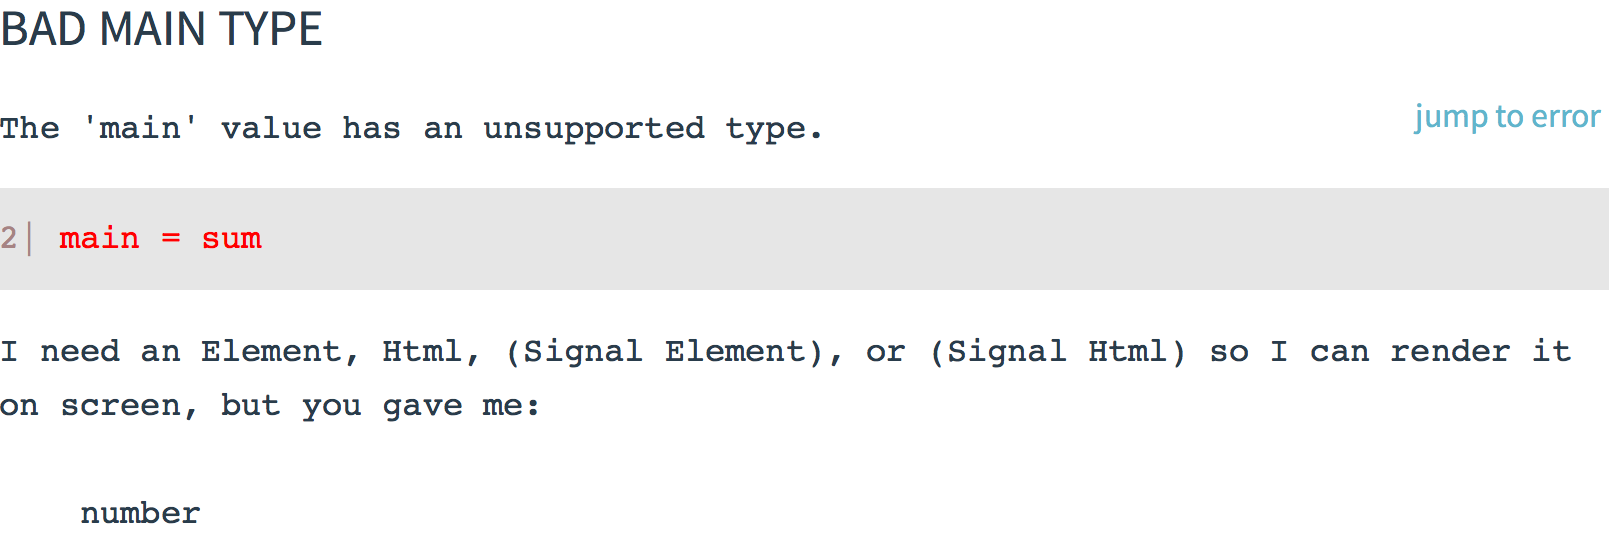 BAD MAIN TYPE
The 'main' value has an unsupported type.
jump to error
2| main = sum
I need an Element, Html, (Signal Element), or (Signal Html) so I can render it
on screen, but you gave me:
number